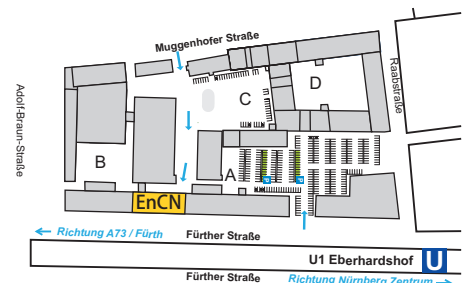 Muggenhofer Straße
Raabstraße
Adolf-Braun-Straße
D
C
B
A
EnCN
Richtung A73 / Fürth
Fürther Straße
U1 Eberhardshof
U
Fürther Straße
Richtung Nürnberg Zentrum